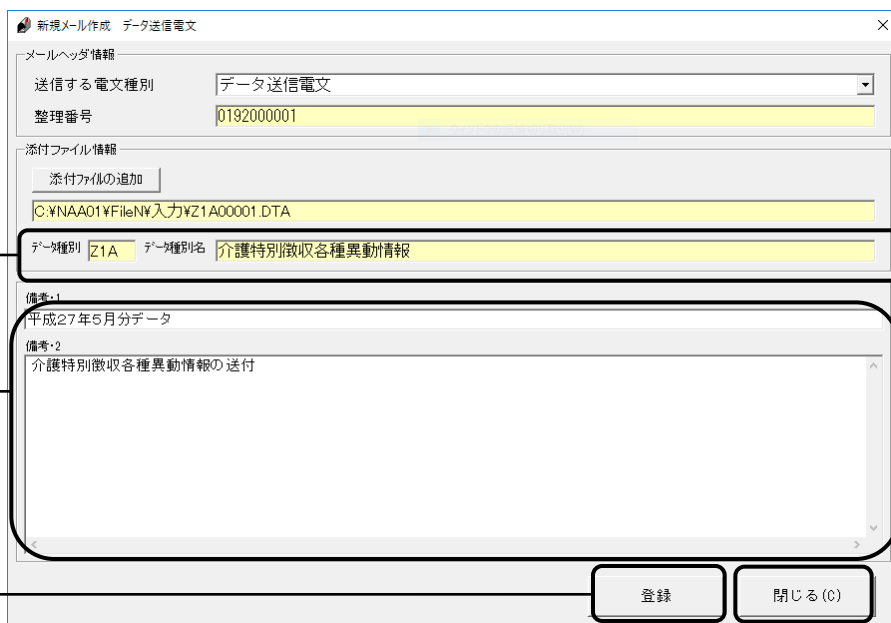 新規メール作成 データ送信電文
メールヘッダ情報
送信する電文種別 データ送信電文
整理番号 0192000001
添付ファイル情報
添付ファイルの追加
C:¥NAA01¥FileN¥入力¥Z1A00001.DTA
データ種別 Z1A データ種別名 介護特別徴収各種異動情報
備考・1
平成27年5月分データ
備考・2
介護特別徴収各種異動情報の送付
登録 閉じる(C)